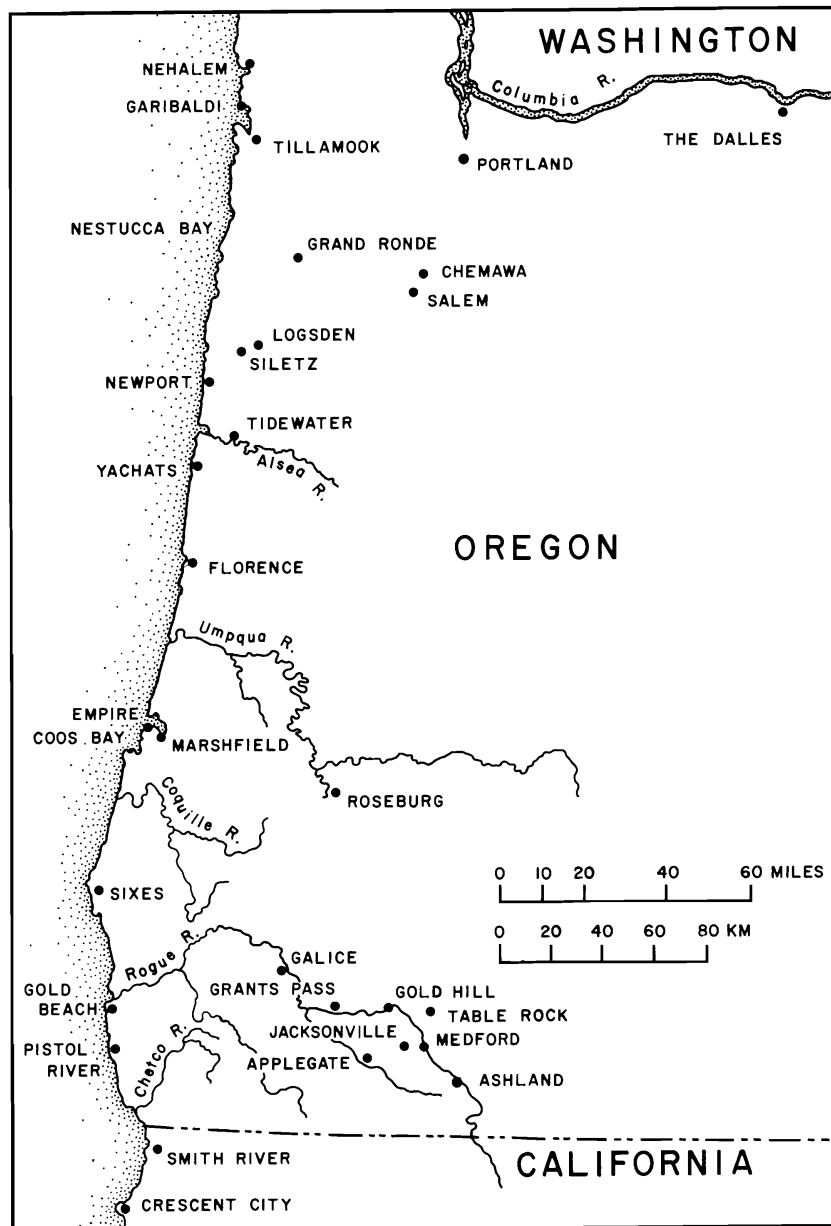 WASHINGTON
NEHALEM
Columbia R.
GARIBALDI
THE DALLES
TILLAMOOK
PORTLAND
NESTUCCA BAY
GRAND RONDE
CHEMAWA
SALEM
LOGSDEN
SILETZ
NEWPORT
TIDEWATER
Alsea R.
YACHATS
OREGON
FLORENCE
Umpqua R.
EMPIRE
COOS BAY
MARSHFIELD
Coquille R.
ROSEBURG
0 10 20 40 60 MILES
SIXES
0 20 40 60 80 KM
Rogue R.
GALICE
GOLD
BEACH
GRANTS PASS
GOLD HILL
TABLE ROCK
JACKSONVILLE
MEDFORD
PISTOL
RIVER
Chetco R.
APPLEGATE
ASHLAND
SMITH RIVER
CALIFORNIA
CRESCENT CITY